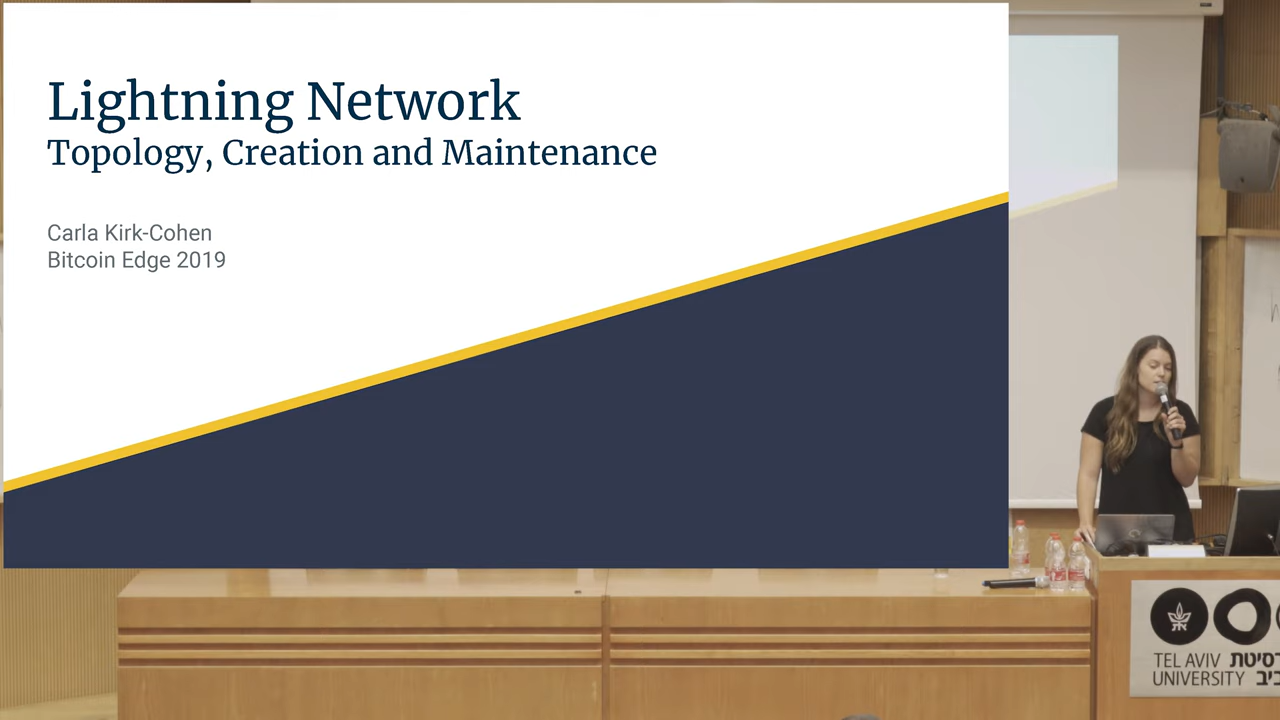 Lightning Network
Topology, Creation and Maintenance
Carla Kirk-Cohen
Bitcoin Edge 2019
TEL AVIV
UNIVERSITY